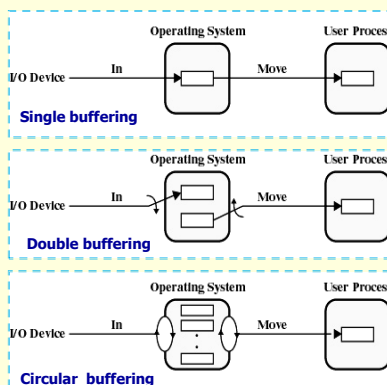 Operating System User Proces
I/O Device In Move
Single buffering
Operating System User Proces
I/O Device In Move
Double buffering
Operating System User Proces
I/O Device In Move
Circular buffering